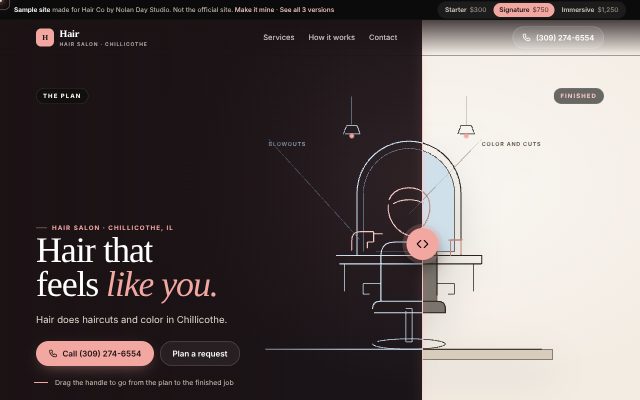 Sample site made for Hair Co by Nolan Day Studio. Not the official site. Make it mine · See all 3 versions
Starter $300 Signature $750 Immersive $1,250
H Hair
HAIR SALON · CHILLICOTHE
Services How it works Contact
(309) 274-6554
THE PLAN
FINISHED
BLOWOUTS
COLOR AND CUTS
HAIR SALON · CHILLICOTHE, IL
Hair that
feels like you.
Hair does haircuts and color in Chillicothe.
Call (309) 274-6554 Plan a request
Drag the handle to go from the plan to the finished job